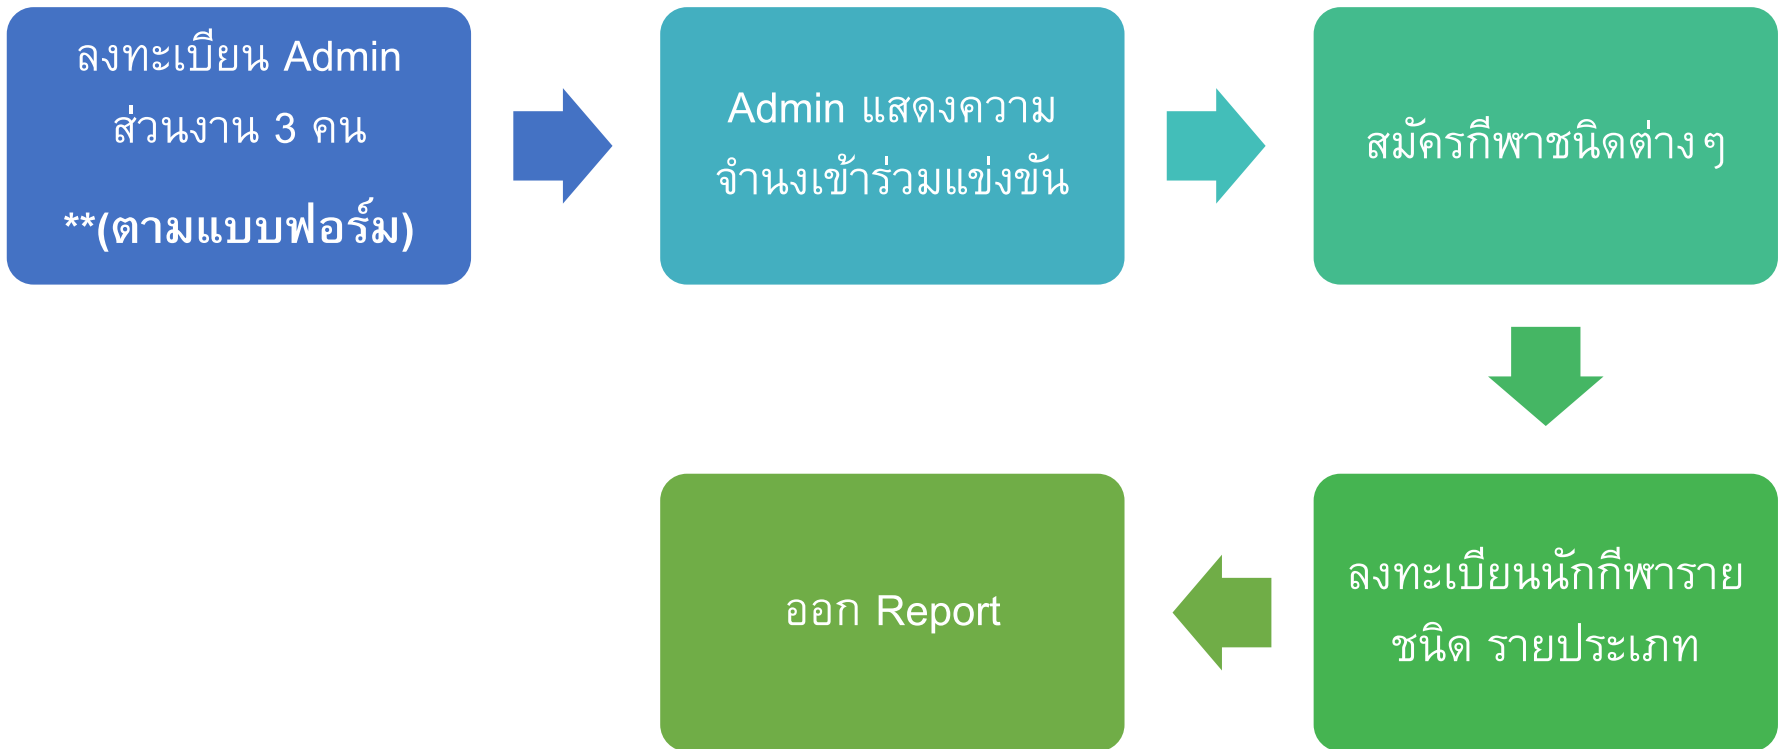 ลงทะเบียน Admin
ส่วนงาน 3 คน
**(ตามแบบฟอร์ม)
Admin แสดงความ
จำนงเข้าร่วมแข่งขัน
สมัครกีฬาชนิดต่างๆ
ลงทะเบียนนักกีฬาราย
ชนิด รายประเภท
ออก Report